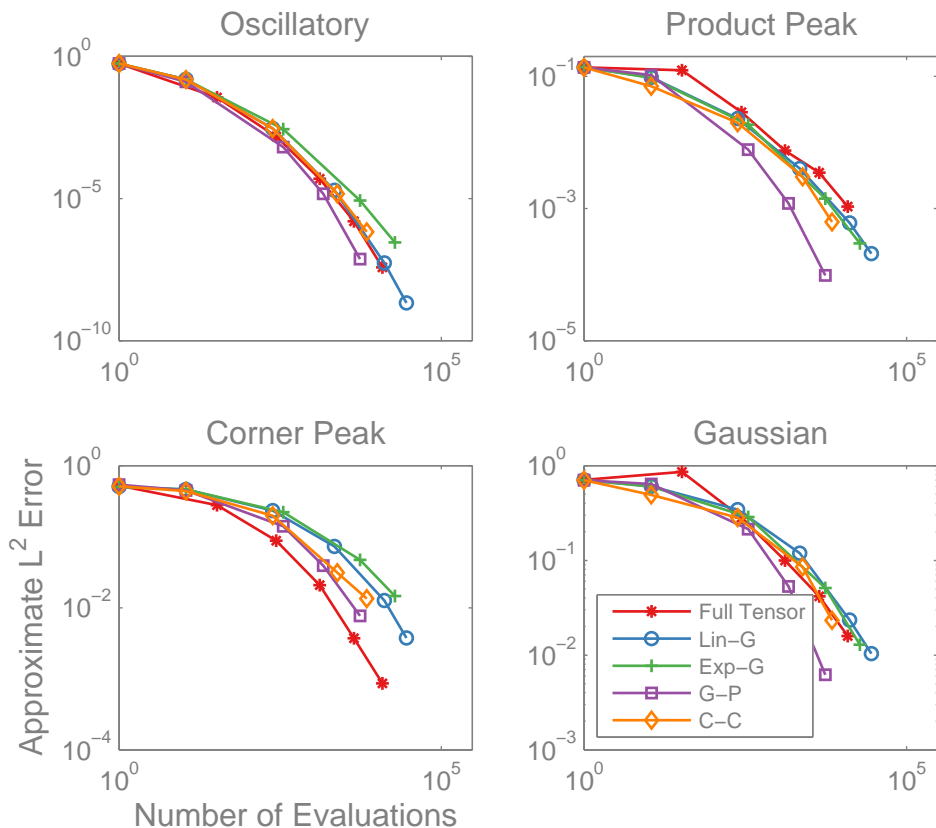 Oscillatory
10^0
10^−5
10^−10
10^0
10^5
Product Peak
10^−1
10^−3
10^−5
10^0
10^5
Corner Peak
10^0
10^−2
10^−4
10^0
10^5
Approximate L^2 Error
Number of Evaluations
Gaussian
10^0
10^−1
10^−2
10^−3
10^0
10^5
Full Tensor
Lin−G
Exp−G
G−P
C−C